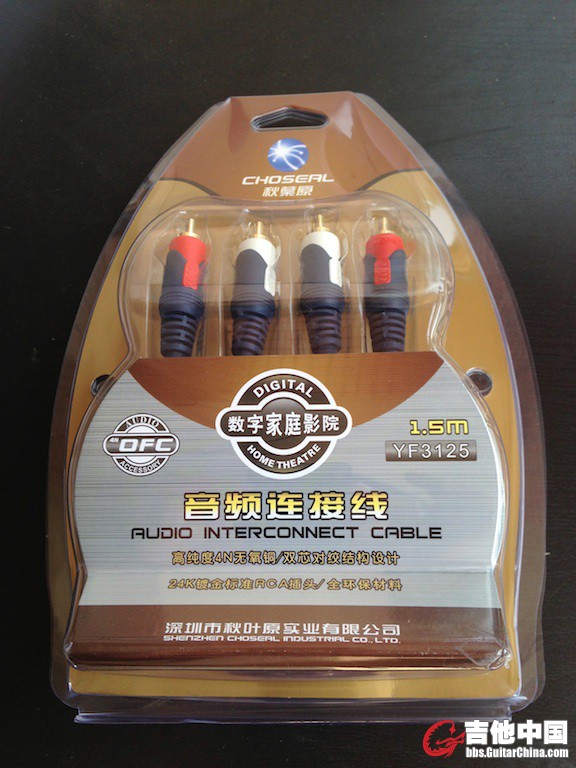 CHOSEAL
秋葉原
DIGITAL
数字家庭影院
HOME THEATRE
AUDIO
4N OFC
ACCESSORY
1.5m
YF3125
音频连接线
AUDIO INTERCONNECT CABLE
高纯度4N无氧铜/双芯对绞结构设计
24K镀金标准RCA插头/全环保材料
深圳市秋叶原实业有限公司
SHENZHEN CHOSEAL INDUSTRIAL CO., LTD.
吉他中国
bbs.GuitarChina.com